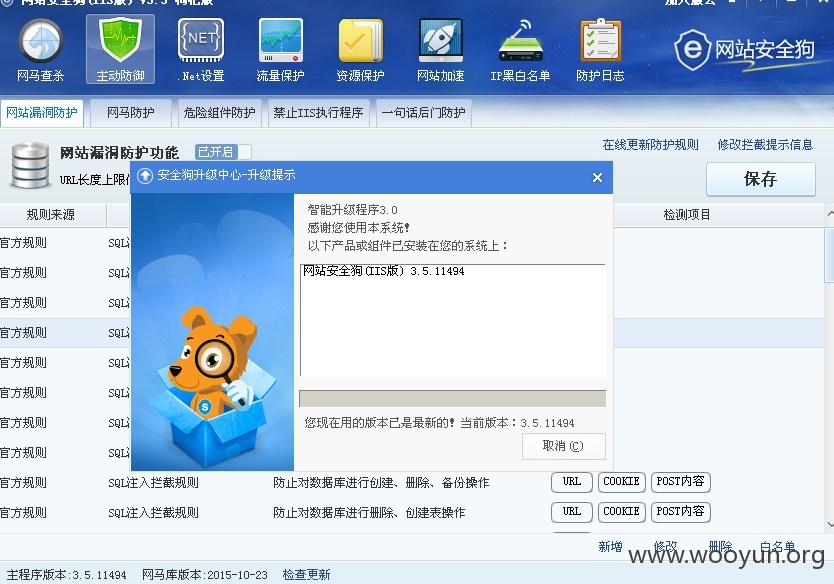 网站安全狗(IIS版) V3.5
网马查杀
主动防御
.NET
.Net设置
流量保护
资源保护
网站加速
IP黑白名单
防护日志
网站安全狗
网站漏洞防护
网马防护
危险组件防护
禁止IIS执行程序
一句话后门防护
网站漏洞防护功能
已开启
在线更新防护规则
修改拦截提示信息
URL长度上限
保存
规则来源
检测项目
安全狗升级中心-升级提示
智能升级程序3.0
感谢您使用本系统!
以下产品或组件已安装在您的系统上:
网站安全狗(IIS版) 3.5.11494
您现在用的版本已是最新的! 当前版本:3.5.11494
取消(C)
官方规则 SQL
官方规则 SQL
官方规则 SQL
官方规则 SQL
官方规则 SQL
官方规则 SQL
官方规则 SQL
官方规则 SQL
官方规则 SQL注入拦截规则 防止对数据库进行创建、删除、备份操作 URL COOKIE POST内容
官方规则 SQL注入拦截规则 防止对数据库进行删除、创建表操作 URL COOKIE POST内容
新增 修改 删除 白名单
www.wooyun.org
主程序版本:3.5.11494 网马库版本:2015-10-23 检查更新